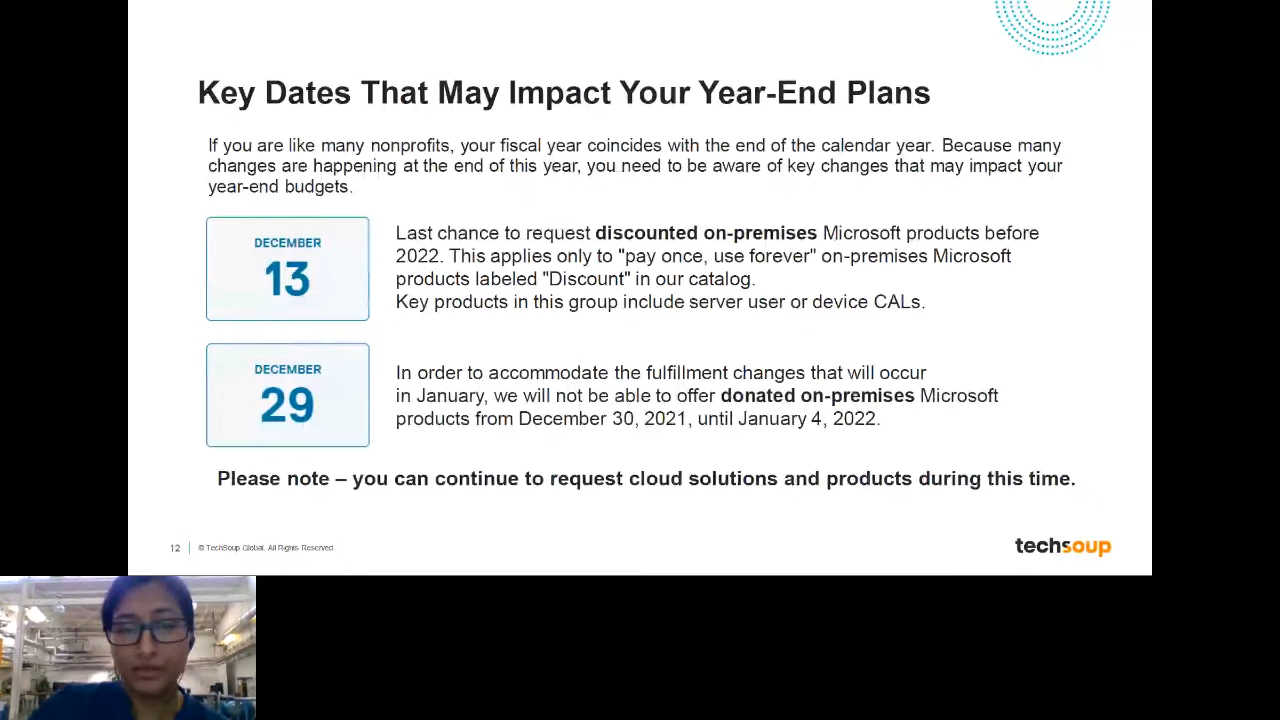 Key Dates That May Impact Your Year-End Plans
If you are like many nonprofits, your fiscal year coincides with the end of the calendar year. Because many
changes are happening at the end of this year, you need to be aware of key changes that may impact your
year-end budgets.
DECEMBER
13
Last chance to request discounted on-premises Microsoft products before
2022. This applies only to "pay once, use forever" on-premises Microsoft
products labeled "Discount" in our catalog.
Key products in this group include server user or device CALs.
DECEMBER
29
In order to accommodate the fulfillment changes that will occur
in January, we will not be able to offer donated on-premises Microsoft
products from December 30, 2021, until January 4, 2022.
Please note – you can continue to request cloud solutions and products during this time.
12 © TechSoup Global. All Rights Reserved.
techsoup